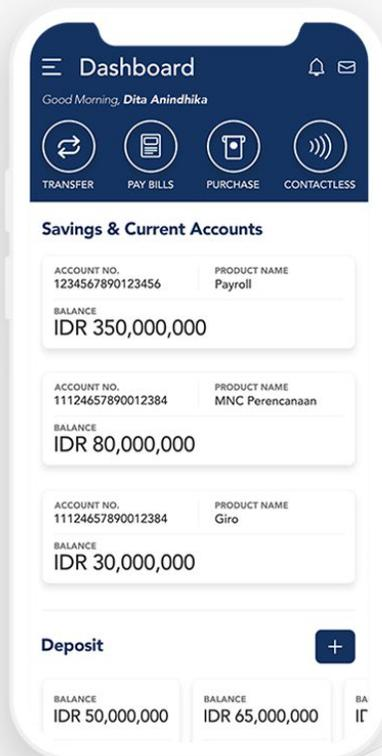 Dashboard
Good Morning, Dita Anindhika
TRANSFER PAY BILLS PURCHASE CONTACTLESS
Savings & Current Accounts
ACCOUNT NO. PRODUCT NAME
1234567890123456 Payroll
BALANCE
IDR 350,000,000
ACCOUNT NO. PRODUCT NAME
11124657890012384 MNC Perencanaan
BALANCE
IDR 80,000,000
ACCOUNT NO. PRODUCT NAME
11124657890012384 Giro
BALANCE
IDR 30,000,000
Deposit
BALANCE BALANCE BA
IDR 50,000,000 IDR 65,000,000